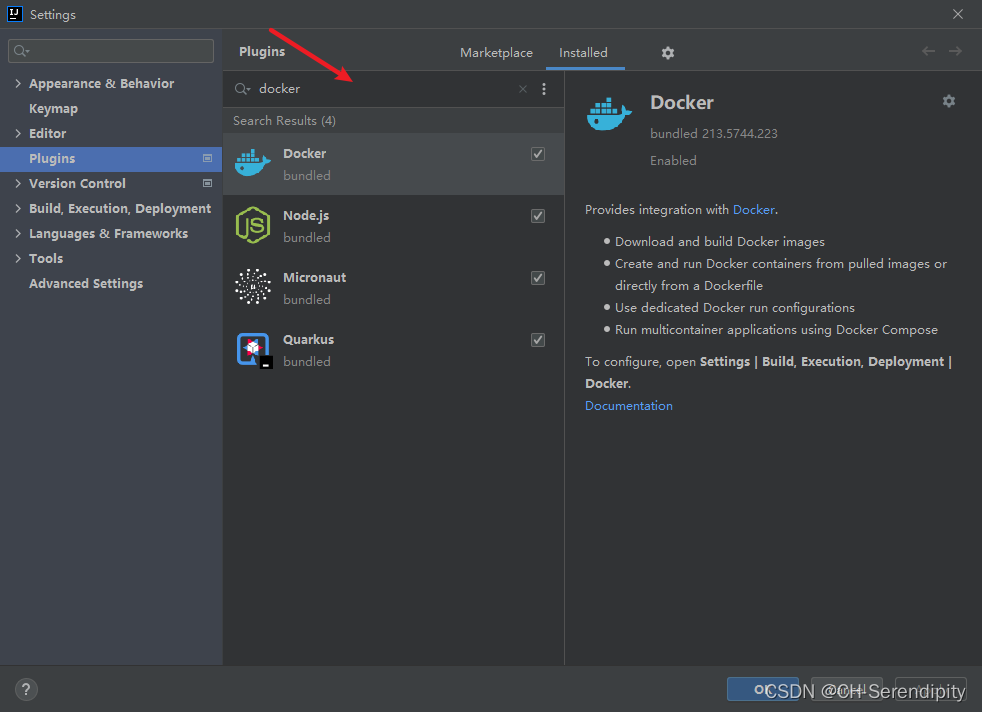 Settings
Appearance & Behavior
Keymap
Editor
Plugins
Version Control
Build, Execution, Deployment
Languages & Frameworks
Tools
Advanced Settings
Plugins
Marketplace
Installed
docker
Search Results (4)
Docker
bundled
Node.js
bundled
Micronaut
bundled
Quarkus
bundled
Docker
bundled 213.5744.223
Enabled
Provides integration with Docker.
Download and build Docker images
Create and run Docker containers from pulled images or
directly from a Dockerfile
Use dedicated Docker run configurations
Run multicontainer applications using Docker Compose
To configure, open Settings | Build, Execution, Deployment |
Docker.
Documentation
?
OK
Cancel
CSDN @CH-Serendipity